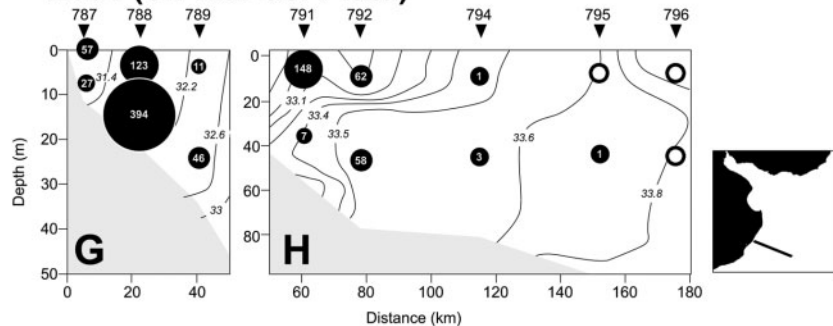 787 788 789 791 792 794 795 796
0 57 123 11 0 148 62 1
27 31.4 32.2
10 394 20 33.1
33.4
20 32.6 40 7 33.5 33.6
46 58 3 1
30 33 60 33.8
40 80
50 G H
0 20 40 60 80 100 120 140 160 180
Depth (m)
Distance (km)